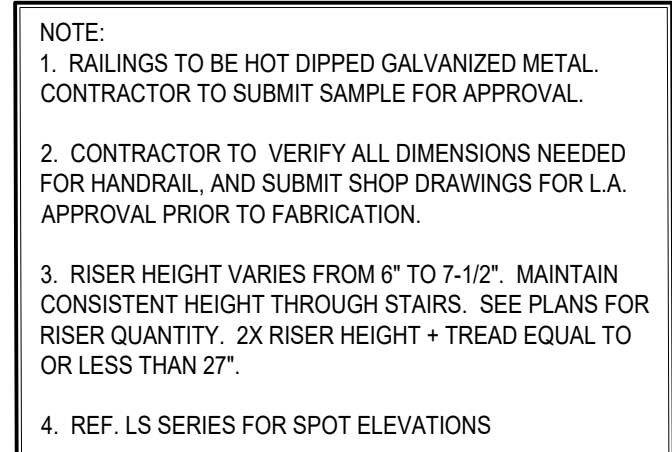 NOTE:
1. RAILINGS TO BE HOT DIPPED GALVANIZED METAL.
CONTRACTOR TO SUBMIT SAMPLE FOR APPROVAL.
2. CONTRACTOR TO VERIFY ALL DIMENSIONS NEEDED
FOR HANDRAIL, AND SUBMIT SHOP DRAWINGS FOR L.A.
APPROVAL PRIOR TO FABRICATION.
3. RISER HEIGHT VARIES FROM 6" TO 7-1/2". MAINTAIN
CONSISTENT HEIGHT THROUGH STAIRS. SEE PLANS FOR
RISER QUANTITY. 2X RISER HEIGHT + TREAD EQUAL TO
OR LESS THAN 27".
4. REF. LS SERIES FOR SPOT ELEVATIONS